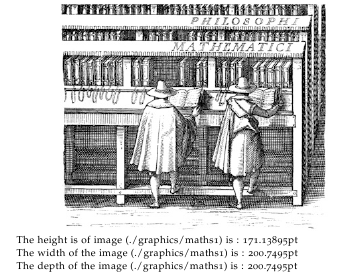 PHILOSOPHI
MATHEMATICI
The height is of image (./graphics/maths1) is : 171.13895pt
The width of the image (./graphics/maths1) is : 200.7495pt
The depth of the image (./graphics/maths1) is : 200.7495pt